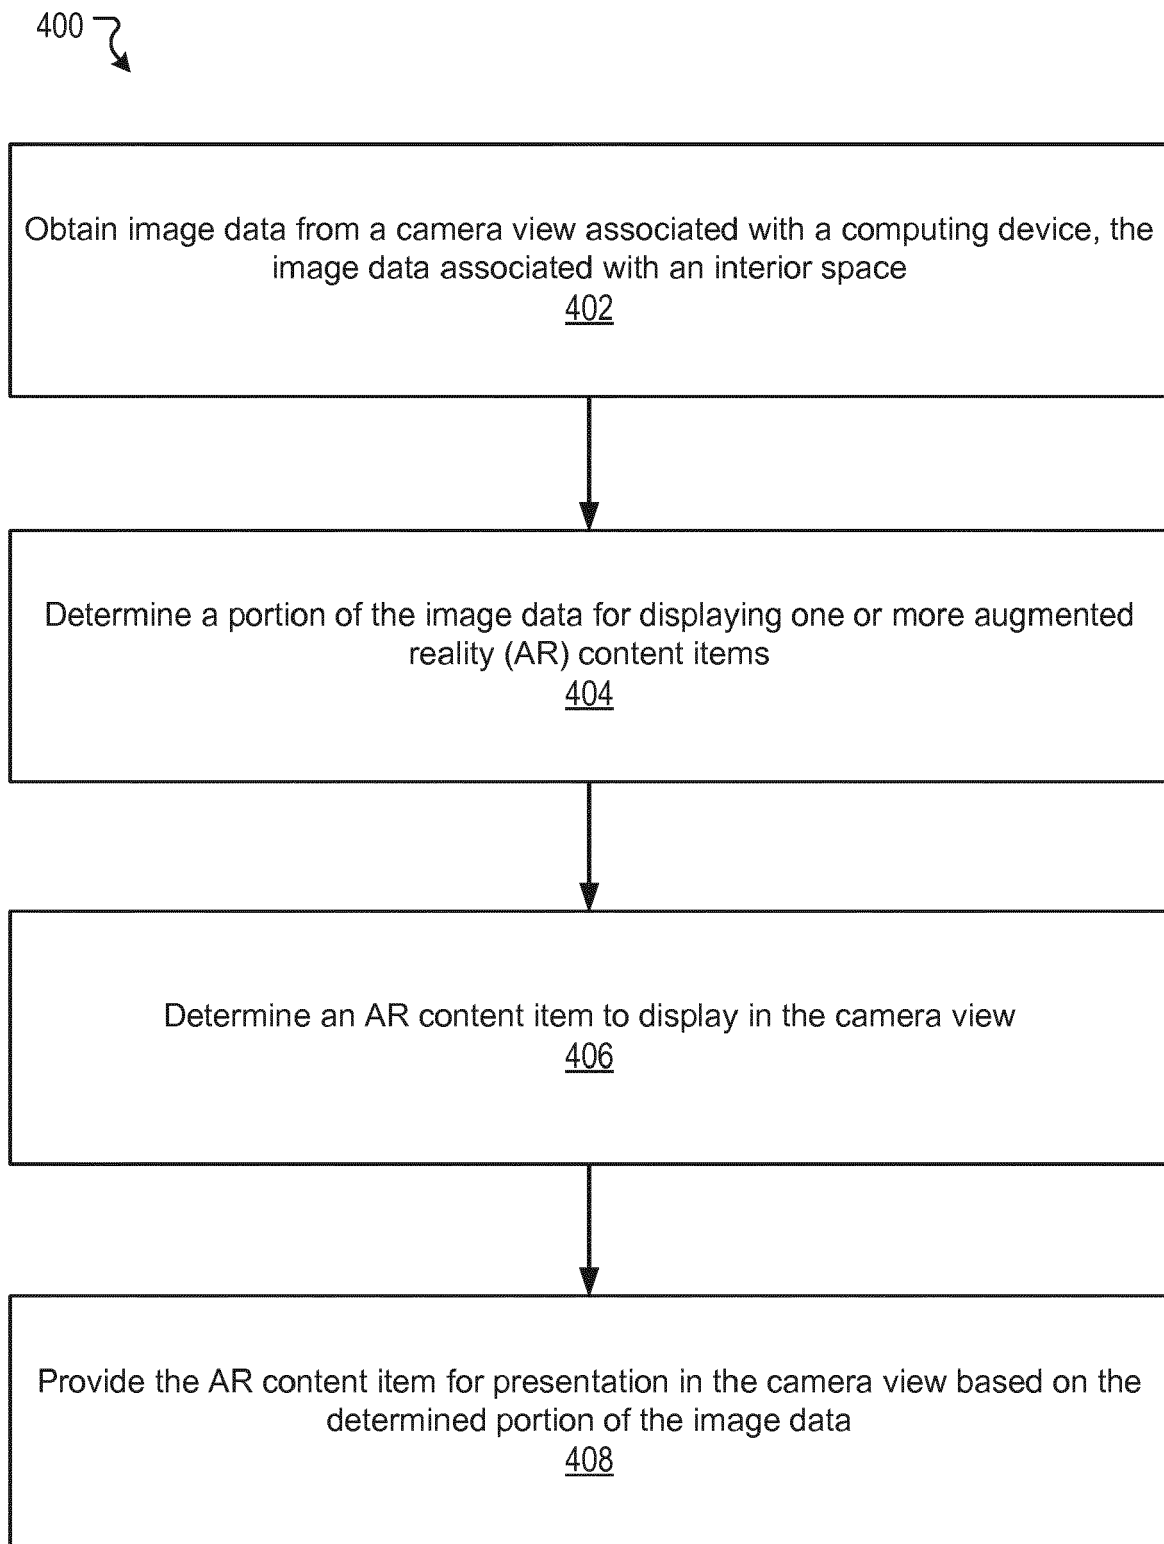 400
Obtain image data from a camera view associated with a computing device, the
image data associated with an interior space
402
Determine a portion of the image data for displaying one or more augmented
reality (AR) content items
404
Determine an AR content item to display in the camera view
406
Provide the AR content item for presentation in the camera view based on the
determined portion of the image data
408